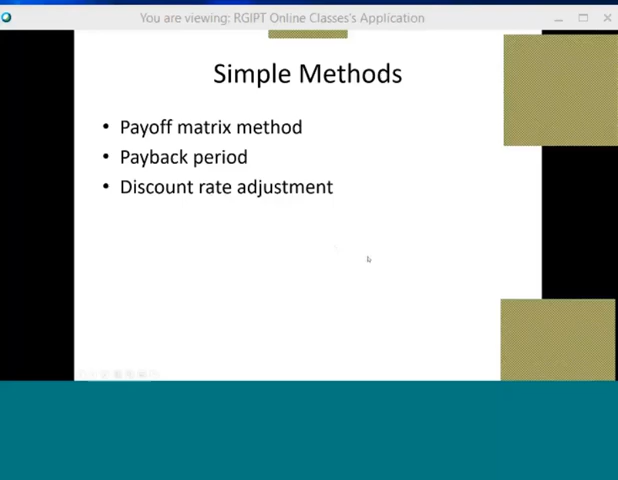 You are viewing: RGIPT Online Classes's Application
Simple Methods
• Payoff matrix method
• Payback period
• Discount rate adjustment